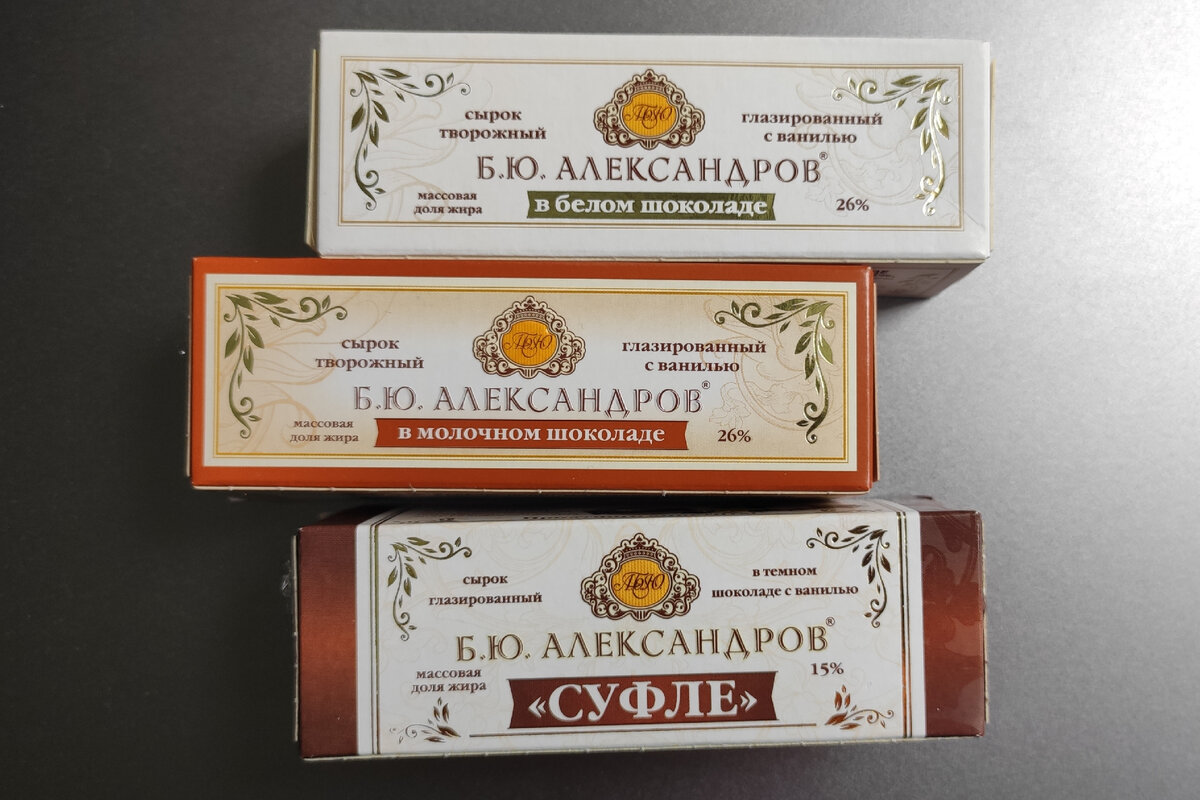 сырок
творожный
глазированный
с ванилью
Б.Ю. АЛЕКСАНДРОВ®
массовая
доля жира
в белом шоколаде
26%
сырок
творожный
глазированный
с ванилью
Б.Ю. АЛЕКСАНДРОВ®
массовая
доля жира
в молочном шоколаде
26%
сырок
глазированный
в темном
шоколаде с ванилью
Б.Ю. АЛЕКСАНДРОВ®
массовая
доля жира
«СУФЛЕ»
15%